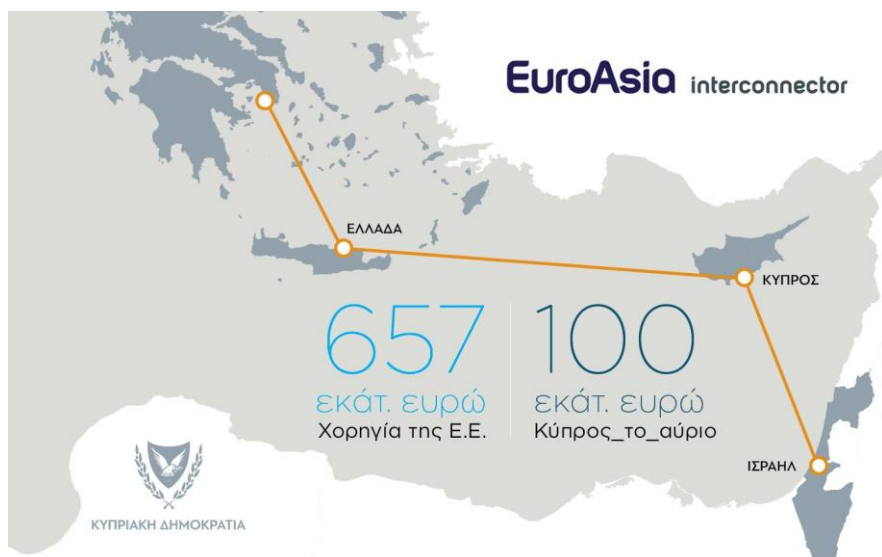 EuroAsia interconnector
ΕΛΛΑΔΑ
ΚΥΠΡΟΣ
657
εκάτ. ευρώ
Χορηγία της Ε.Ε.
100
εκάτ. ευρώ
Κύπρος_το_αύριο
ΙΣΡΑΗΛ
ΚΥΠΡΙΑΚΗ ΔΗΜΟΚΡΑΤΙΑ